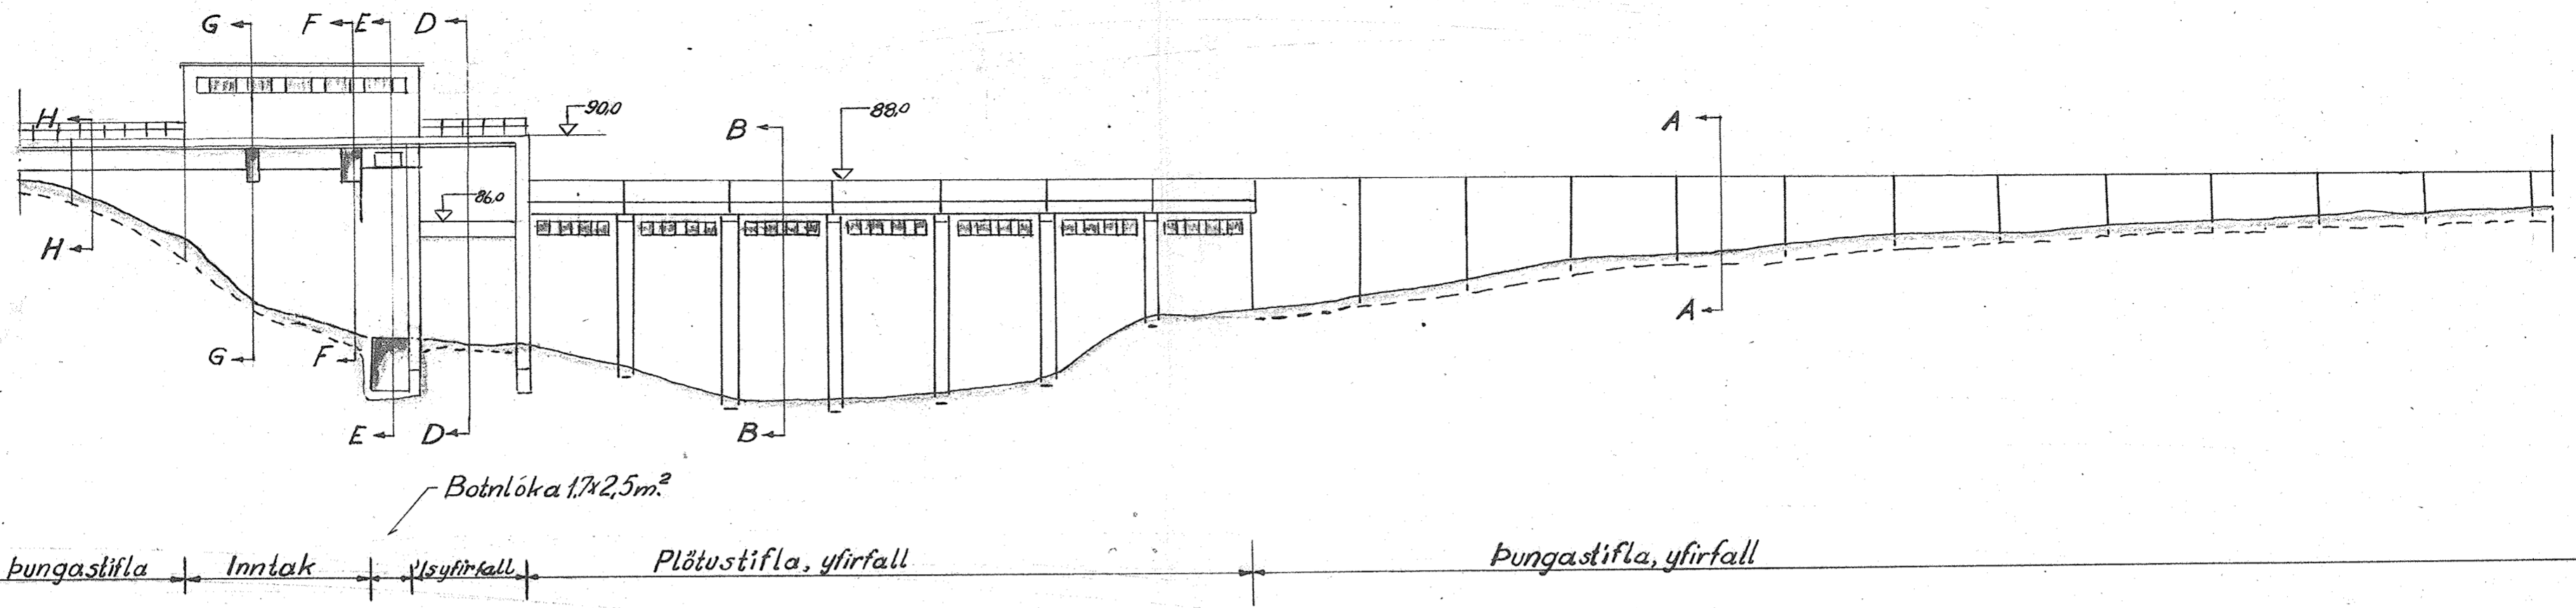 G F E D
H 90,0 88,0 A
B
86,0
H
A
G F
E D B
Botnlóka 1,7x2,5m.²
Þungastífla Inntak Ísyfirfall Plötustífla, yfirfall Þungastífla, yfirfall